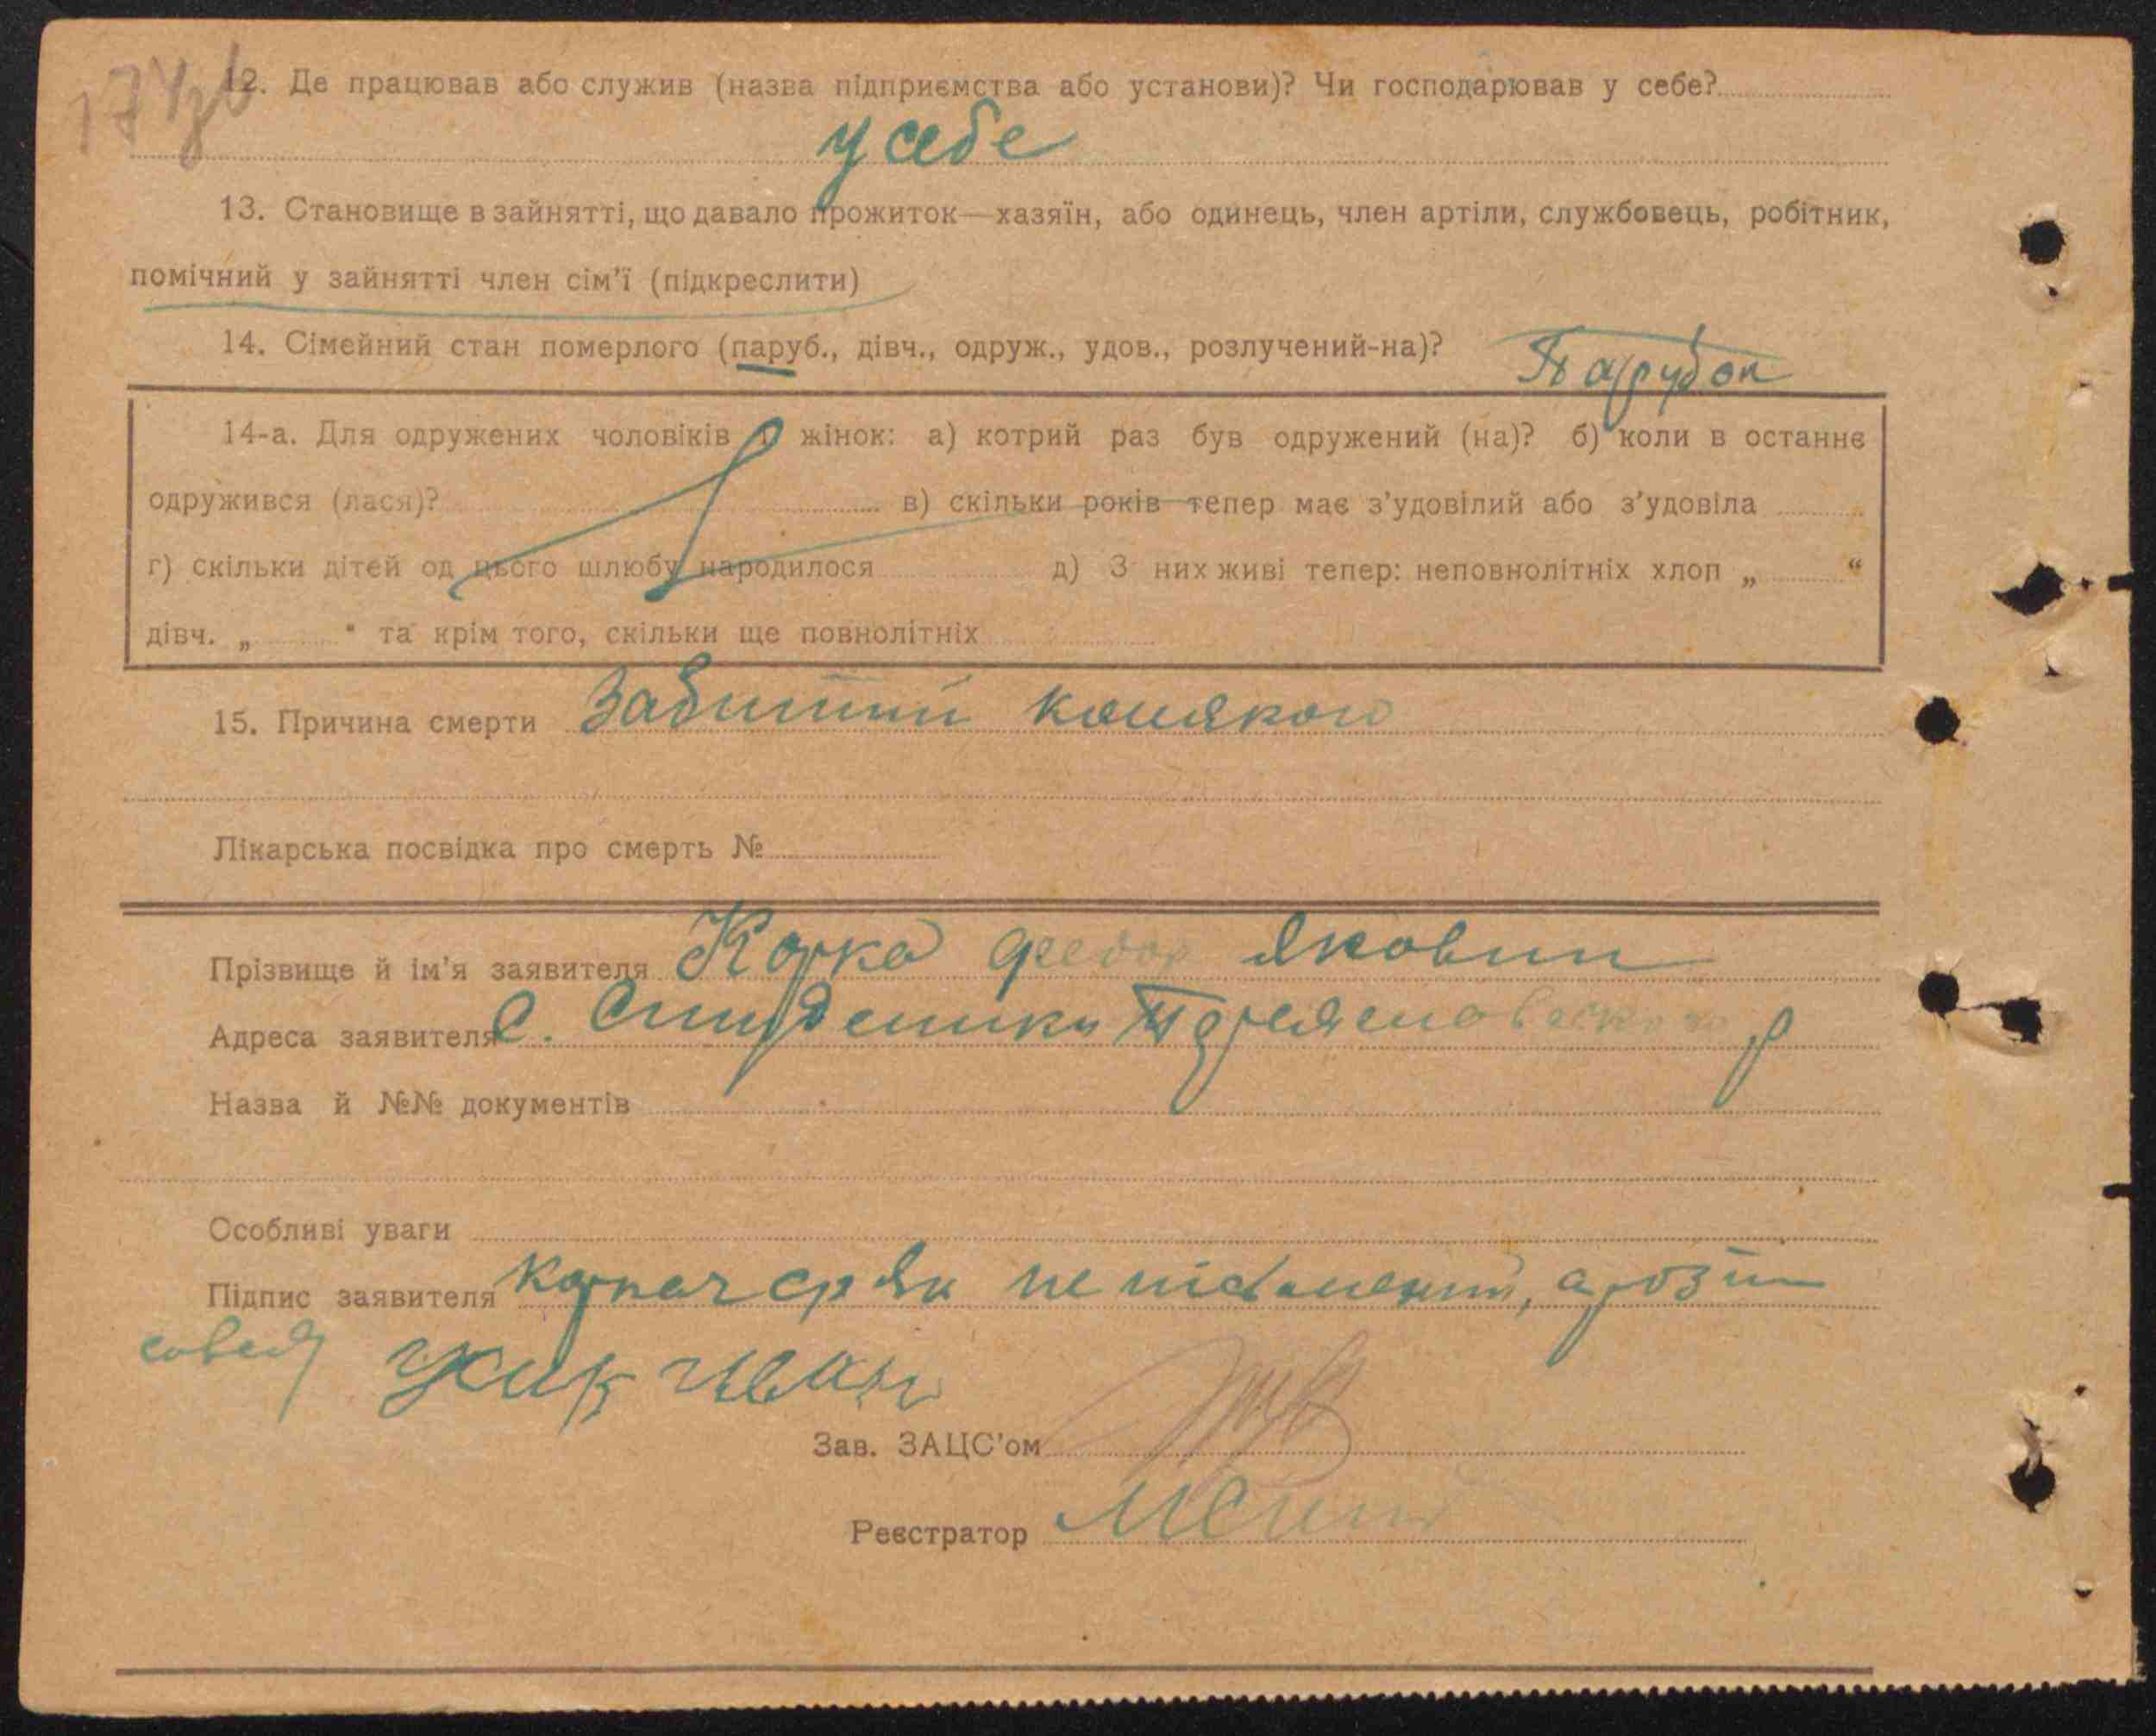 12. Де працював або служив (назва підприємства або установи)? Чи господарював у себе?
у себе
13. Становище в зайнятті, що давало прожиток—хазяїн, або одинець, член артіли, службовець, робітник,
помічний у зайнятті член сім'ї (підкреслити)
14. Сімейний стан померлого (паруб., дівч., одруж., удов., розлучений-на)? Парубок
14-а. Для одружених чоловіків і жінок: а) котрий раз був одружений (на)? б) коли в останнє
одружився (лася)? в) скільки років тепер має з'удовілий або з'удовіла
г) скільки дітей од цього шлюбу народилося д) З них живі тепер: неповнолітніх хлоп „ “
дівч. „ “ та крім того, скільки ще повнолітніх
15. Причина смерти Забитий конякою
Лікарська посвідка про смерть №
Прізвище й ім'я заявителя Корка Федор Якович
Адреса заявителя С. Студеники Переяславского р
Назва й №№ документів
Особливі уваги
Підпис заявителя не
Зав. ЗАЦС'ом
Реєстратор